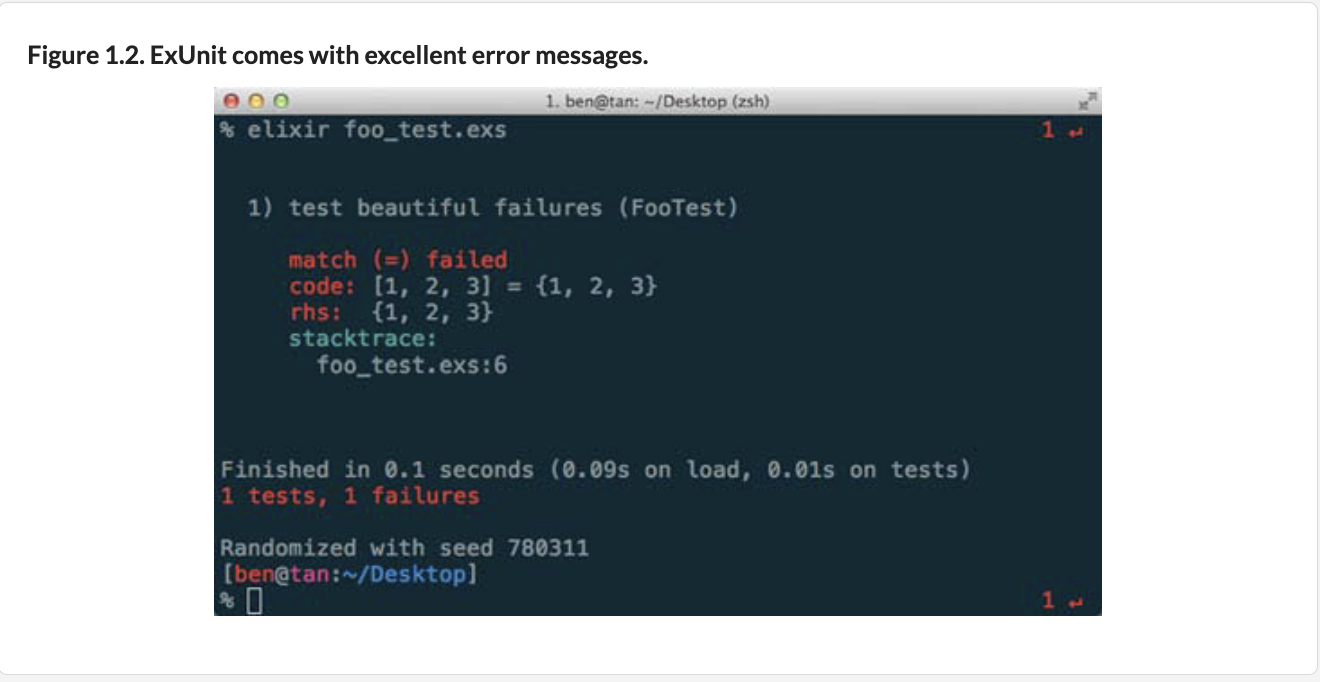 Figure 1.2. ExUnit comes with excellent error messages.
1. ben@tan: ~/Desktop (zsh)
% elixir foo_test.exs 1 ↵
1) test beautiful failures (FooTest)
match (=) failed
code: [1, 2, 3] = {1, 2, 3}
rhs: {1, 2, 3}
stacktrace:
foo_test.exs:6
Finished in 0.1 seconds (0.09s on load, 0.01s on tests)
1 tests, 1 failures
Randomized with seed 780311
[ben@tan:~/Desktop]
% 1 ↵